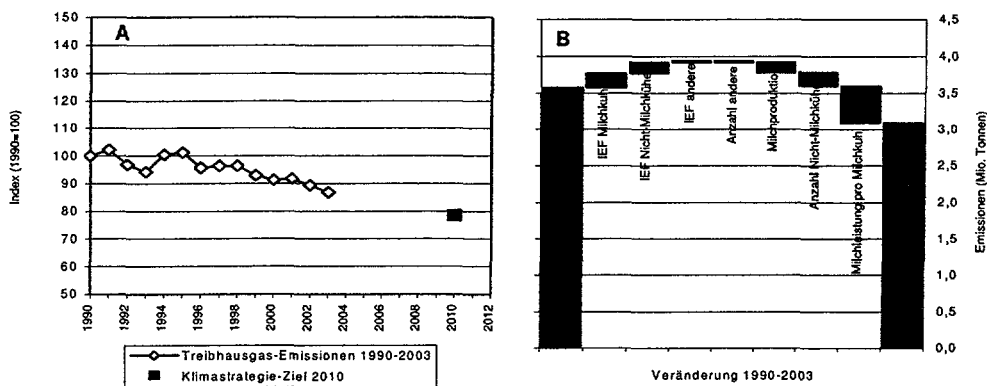 A
Index (1990=100)
150
140
130
120
110
100
90
80
70
60
50
1990
1992
1994
1996
1998
2000
2002
2004
2006
2008
2010
2012
Treibhausgas-Emissionen 1990-2003
Klimastrategie-Ziel 2010
B
IEF Milchkuh
IEF Nicht-Milchkühe
IEF andere
Anzahl andere
Milchproduktio
Anzahl Nicht-Milchkühe
Milchleistung pro Milchkuh
4,5
4,0
3,5
3,0
2,5
2,0
1,5
1,0
0,5
0,0
Emissionen (Mio. Tonnen)
Veränderung 1990-2003